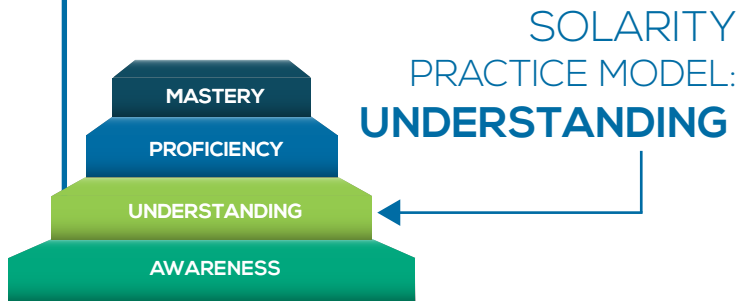 SOLARITY
PRACTICE MODEL:
UNDERSTANDING
MASTERY
PROFICIENCY
UNDERSTANDING
AWARENESS